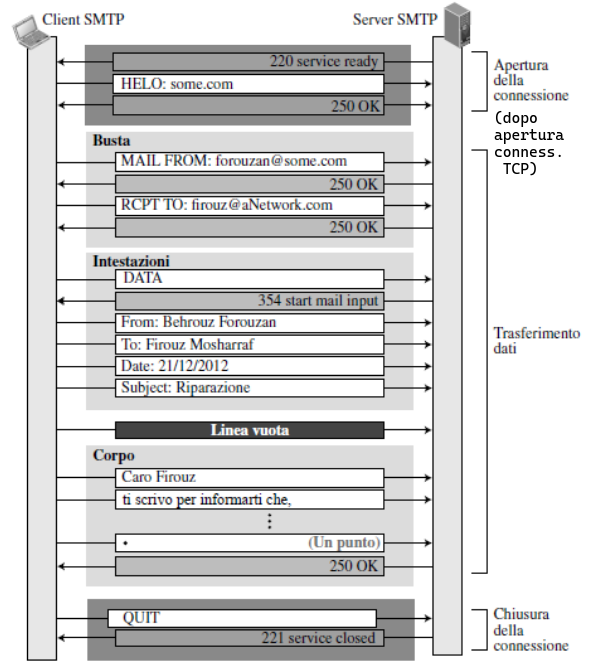 Client SMTP
Server SMTP
220 service ready
HELO: some.com
250 OK
Apertura
della
connessione
(dopo
apertura
conness.
TCP)
Busta
MAIL FROM: forouzan@some.com
250 OK
RCPT TO: firouz@aNetwork.com
250 OK
Intestazioni
DATA
354 start mail input
From: Behrouz Forouzan
To: Firouz Mosharraf
Date: 21/12/2012
Subject: Riparazione
Trasferimento
dati
Linea vuota
Corpo
Caro Firouz
ti scrivo per informarti che,
⋮
• (Un punto)
250 OK
QUIT
221 service closed
Chiusura
della
connessione